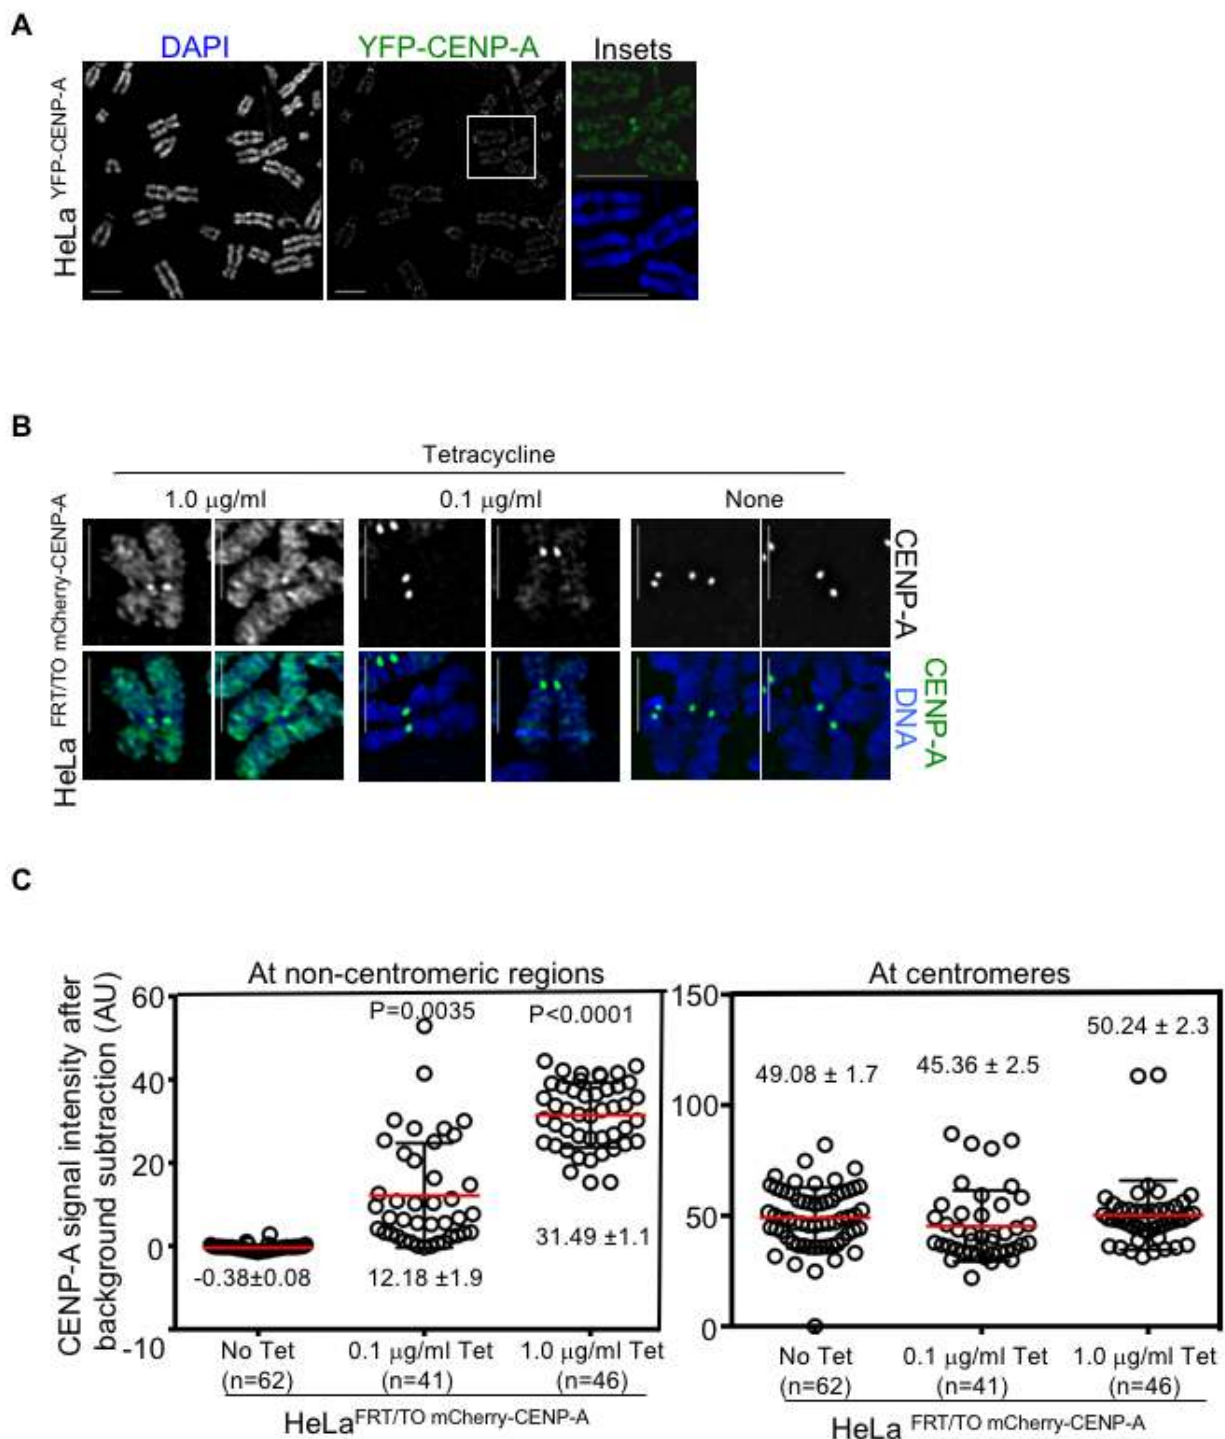 A
DAPI
YFP-CENP-A
Insets
HeLa YFP-CENP-A
B
Tetracycline
1.0 μg/ml
0.1 μg/ml
None
HeLa FRT/TO mCherry-CENP-A
CENP-A
CENP-A
DNA
C
At non-centromeric regions
At centromeres
CENP-A signal intensity after
background subtraction (AU)
60
40
20
0
-10
P=0.0035
P<0.0001
-0.38±0.08
12.18 ±1.9
31.49 ±1.1
No Tet
0.1 μg/ml Tet
1.0 μg/ml Tet
(n=62)
(n=41)
(n=46)
HeLa FRT/TO mCherry-CENP-A
150
100
50
0
49.08 ± 1.7
45.36 ± 2.5
50.24 ± 2.3
No Tet
0.1 μg/ml Tet
1.0 μg/ml Tet
(n=62)
(n=41)
(n=46)
HeLa FRT/TO mCherry-CENP-A